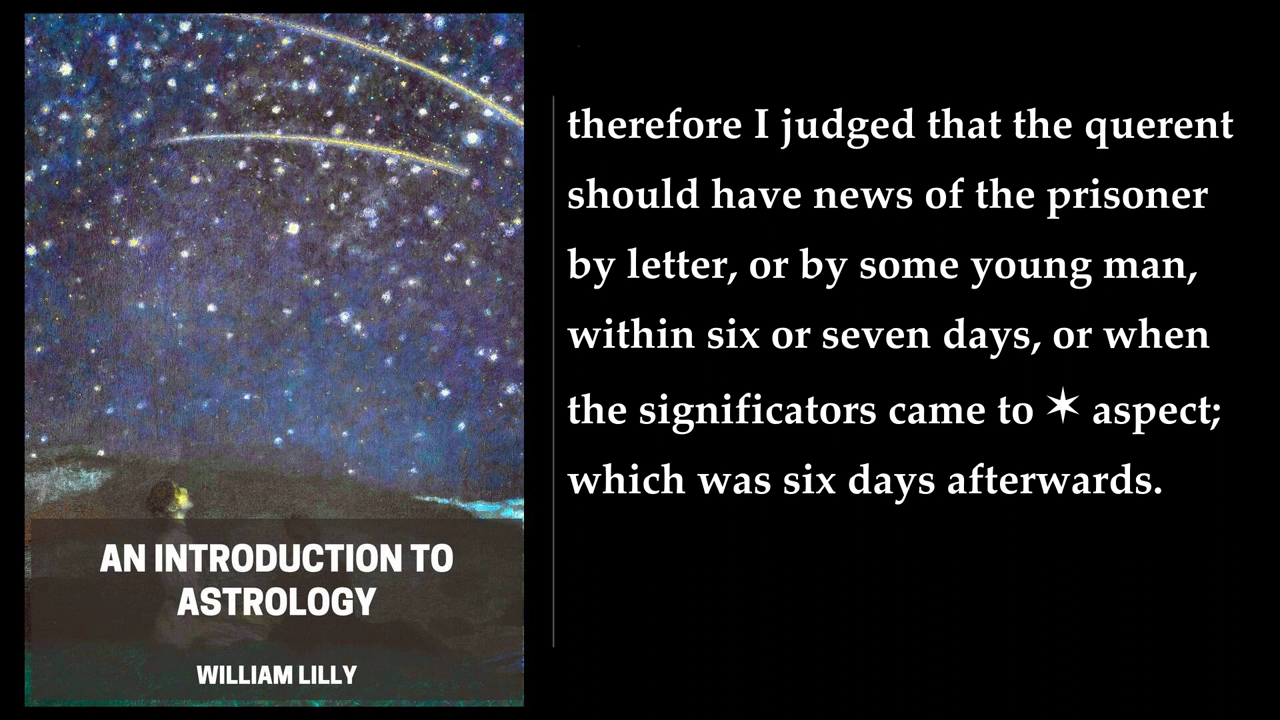 AN INTRODUCTION TO
ASTROLOGY
WILLIAM LILLY
therefore I judged that the querent
should have news of the prisoner
by letter, or by some young man,
within six or seven days, or when
the significators came to ✶ aspect;
which was six days afterwards.